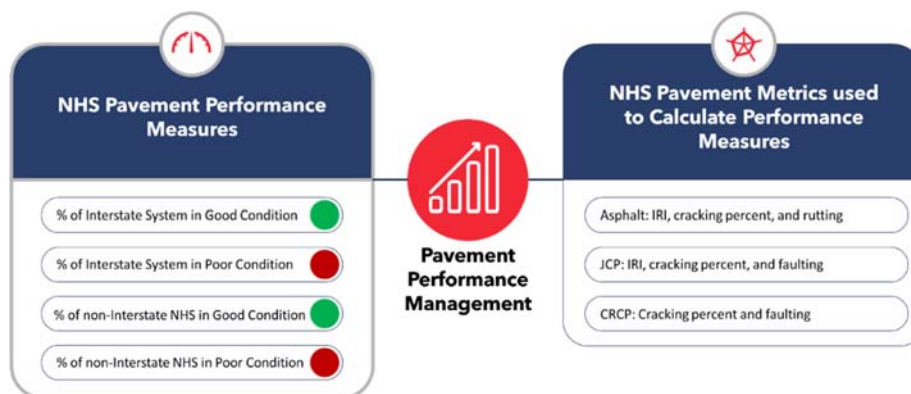 NHS Pavement Performance
Measures
% of Interstate System in Good Condition
% of Interstate System in Poor Condition
% of non-Interstate NHS in Good Condition
% of non-Interstate NHS in Poor Condition
Pavement
Performance
Management
NHS Pavement Metrics used
to Calculate Performance
Measures
Asphalt: IRI, cracking percent, and rutting
JCP: IRI, cracking percent, and faulting
CRCP: Cracking percent and faulting